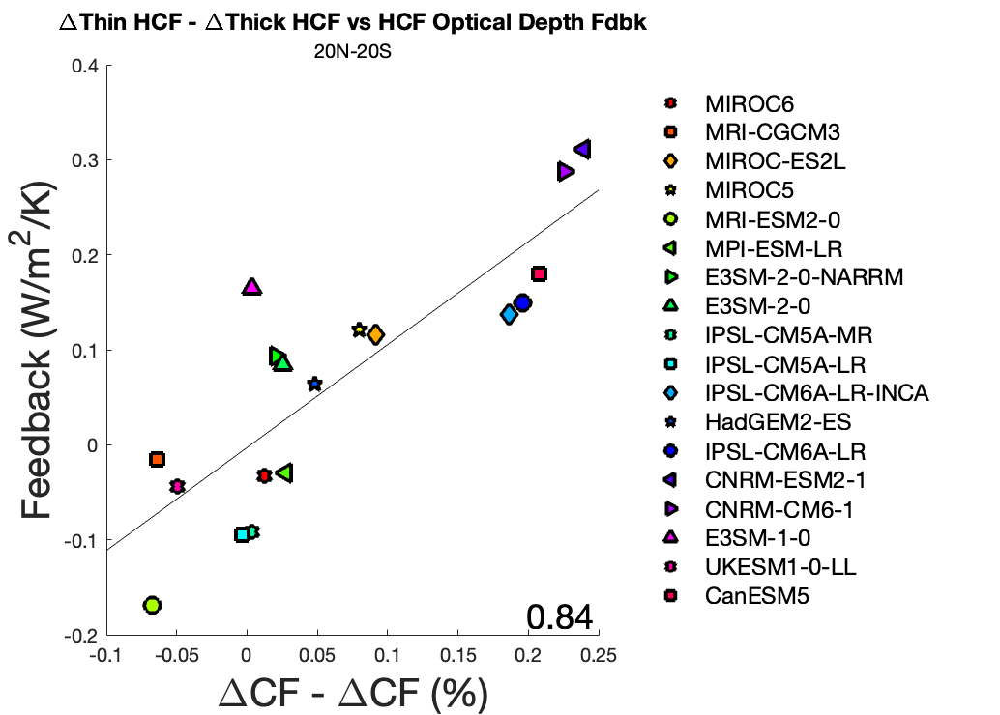 △Thin HCF - △Thick HCF vs HCF Optical Depth Fdbk
20N-20S
0.4
0.3
0.2
0.1
0
-0.1
-0.2
Feedback (W/m²/K)
-0.1 -0.05 0 0.05 0.1 0.15 0.2 0.25
△CF - △CF (%)
0.84
MIROC6
MRI-CGCM3
MIROC-ES2L
MIROC5
MRI-ESM2-0
MPI-ESM-LR
E3SM-2-0-NARRM
E3SM-2-0
IPSL-CM5A-MR
IPSL-CM5A-LR
IPSL-CM6A-LR-INCA
HadGEM2-ES
IPSL-CM6A-LR
CNRM-ESM2-1
CNRM-CM6-1
E3SM-1-0
UKESM1-0-LL
CanESM5